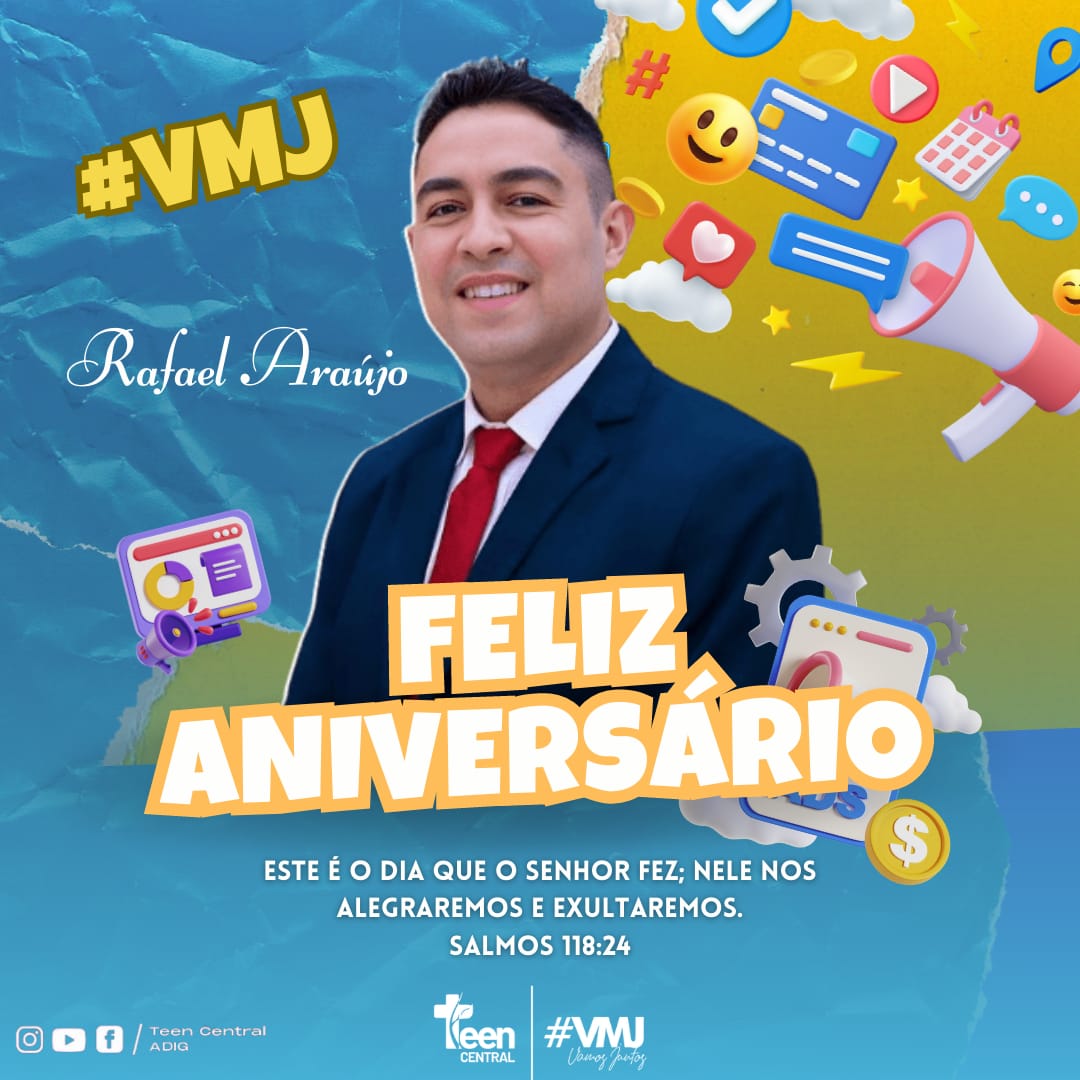 #VMJ
Rafael Araújo
FELIZ
ANIVERSÁRIO
ADS
$
ESTE É O DIA QUE O SENHOR FEZ; NELE NOS
ALEGRAREMOS E EXULTAREMOS.
SALMOS 118:24
/ Teen Central
ADIG
Teen
CENTRAL
#VMJ
Vamos Juntos